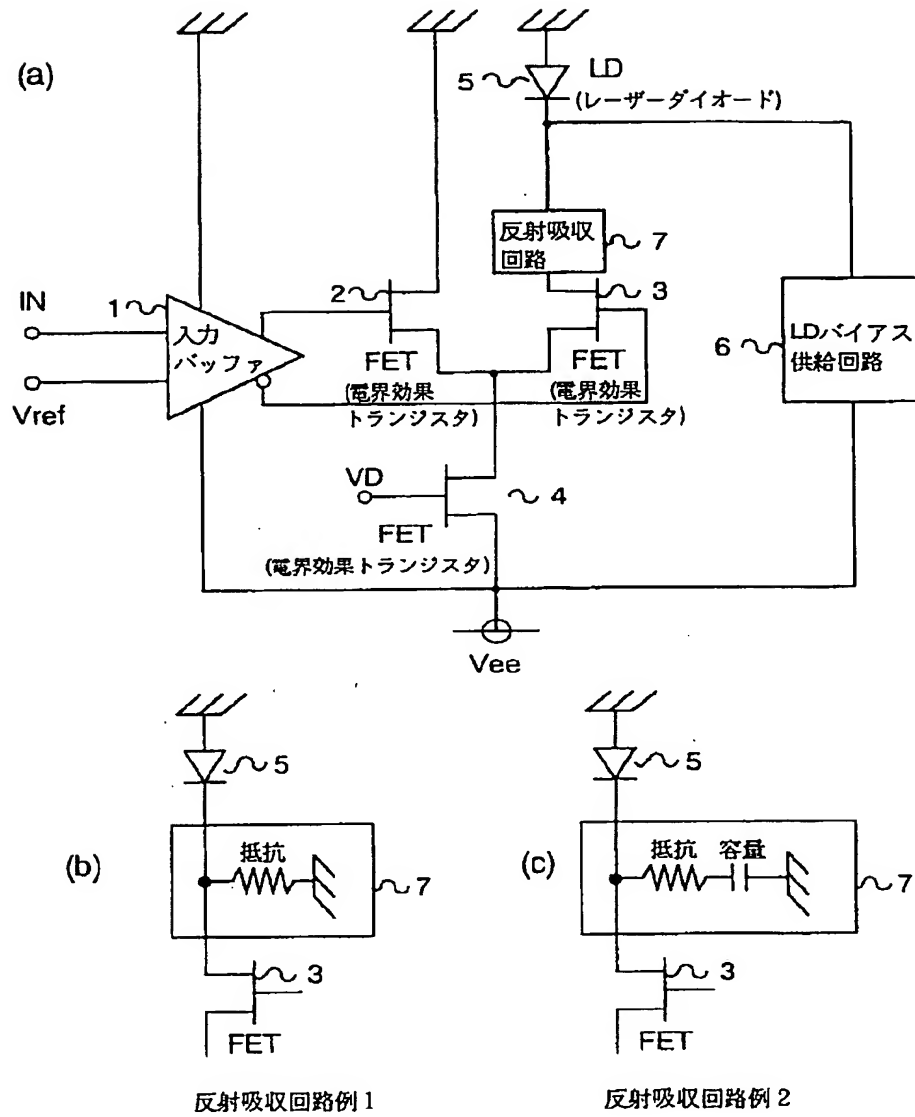 (a)
5
LD
(レーザーダイオード)
反射吸収
回路
7
IN
1
入力
バッファ
2
3
Vref
FET
(電界効果
トランジスタ)
FET
(電界効果
トランジスタ)
6
LDバイアス
供給回路
VD
4
FET
(電界効果トランジスタ)
Vee
(b)
5
抵抗
7
3
FET
反射吸収回路例1
(c)
5
抵抗
容量
7
3
FET
反射吸収回路例2